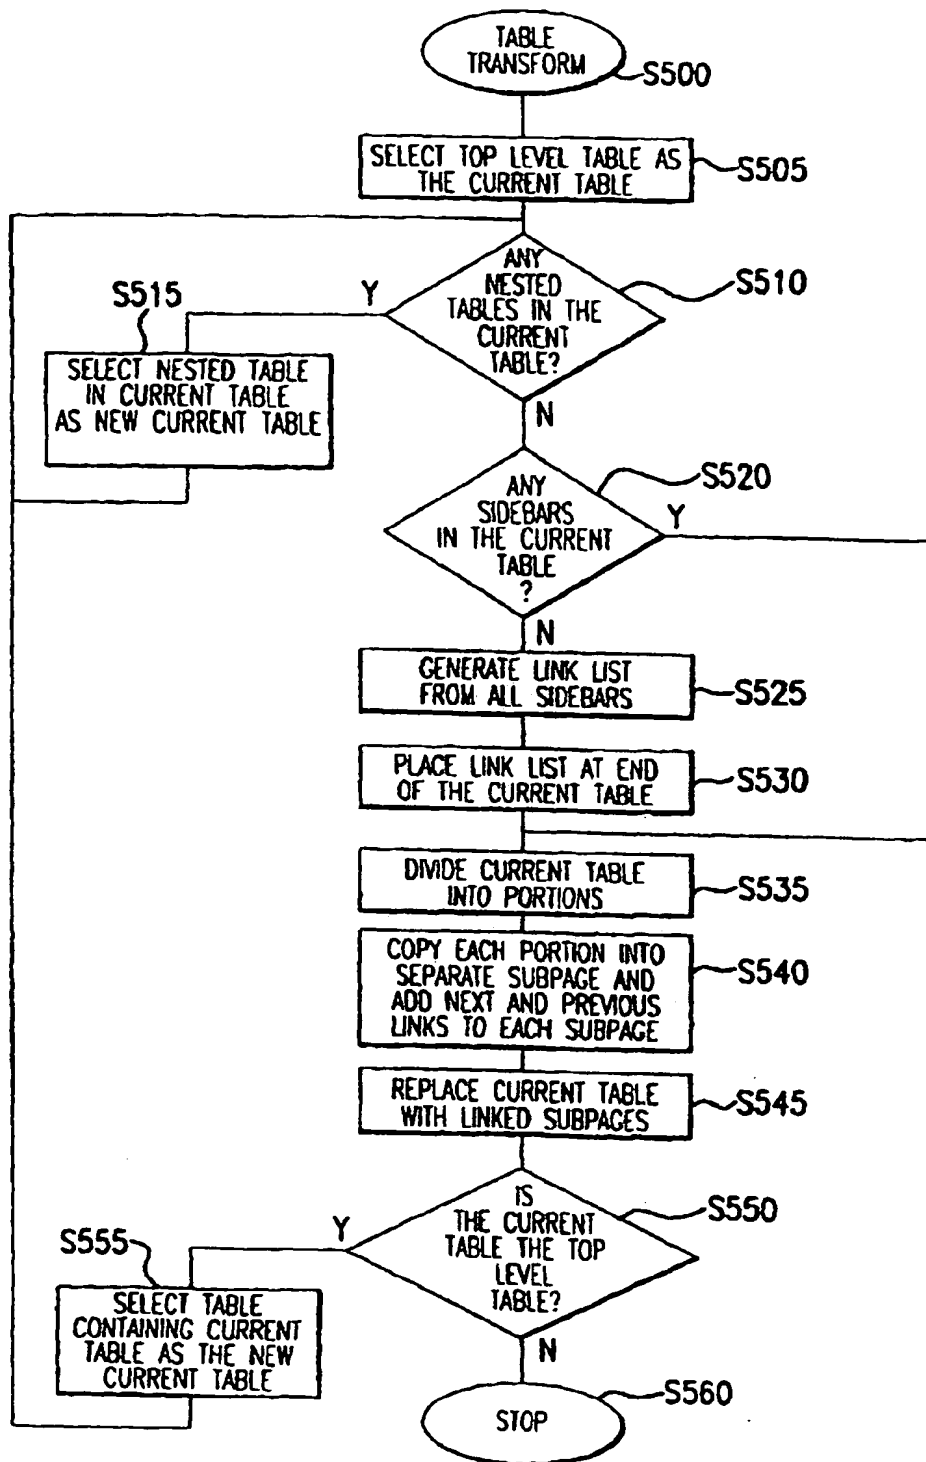 TABLE
TRANSFORM
S500
SELECT TOP LEVEL TABLE AS
THE CURRENT TABLE
S505
ANY
NESTED
TABLES IN THE
CURRENT
TABLE?
S510
Y
S515
SELECT NESTED TABLE
IN CURRENT TABLE
AS NEW CURRENT TABLE
N
ANY
SIDEBARS
IN THE CURRENT
TABLE
?
S520
Y
N
GENERATE LINK LIST
FROM ALL SIDEBARS
S525
PLACE LINK LIST AT END
OF THE CURRENT TABLE
S530
DIVIDE CURRENT TABLE
INTO PORTIONS
S535
COPY EACH PORTION INTO
SEPARATE SUBPAGE AND
ADD NEXT AND PREVIOUS
LINKS TO EACH SUBPAGE
S540
REPLACE CURRENT TABLE
WITH LINKED SUBPAGES
S545
IS
THE CURRENT
TABLE THE TOP
LEVEL
TABLE?
S550
Y
S555
SELECT TABLE
CONTAINING CURRENT
TABLE AS THE NEW
CURRENT TABLE
N
STOP
S560